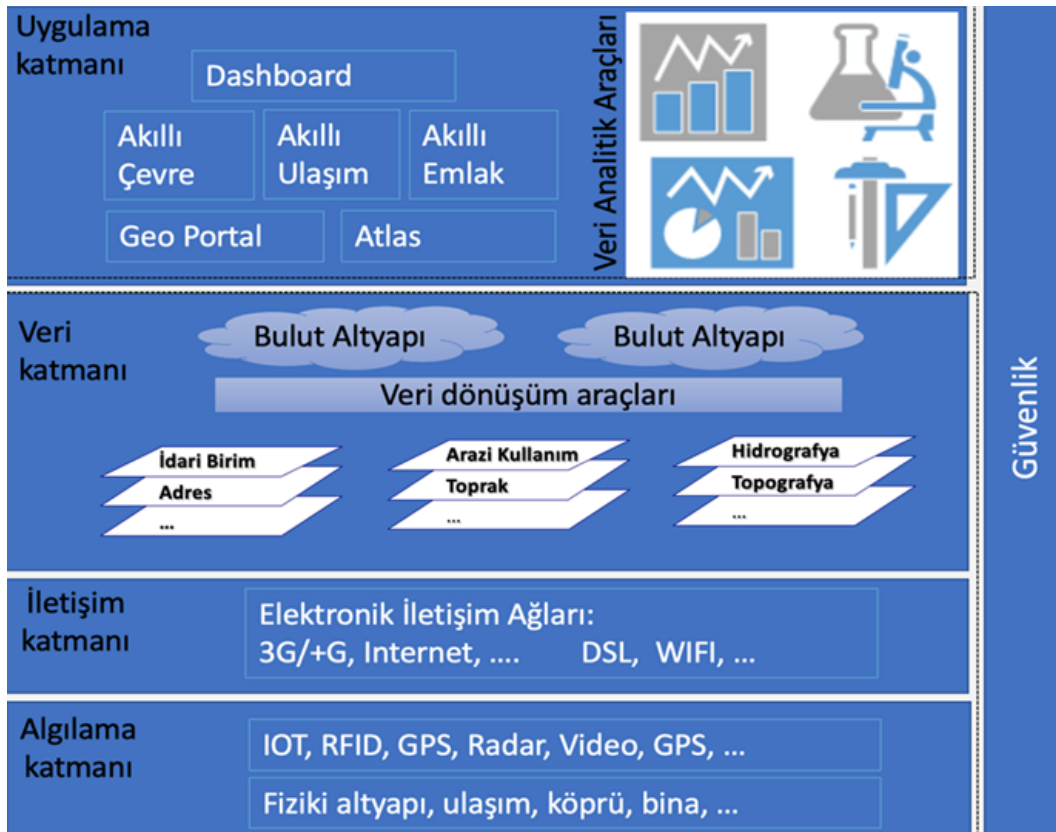 Uygulama
katmanı
Dashboard
Akıllı
Çevre
Akıllı
Ulaşım
Akıllı
Emlak
Geo Portal
Atlas
Veri Analitik Araçları
Veri
katmanı
Bulut Altyapı
Bulut Altyapı
Veri dönüşüm araçları
İdari Birim
Adres
...
Arazi Kullanım
Toprak
...
Hidrografya
Topografya
...
İletişim
katmanı
Elektronik İletişim Ağları:
3G/+G, Internet, .... DSL, WIFI, ...
Algılama
katmanı
IOT, RFID, GPS, Radar, Video, GPS, ...
Fiziki altyapı, ulaşım, köprü, bina, ...
Güvenlik